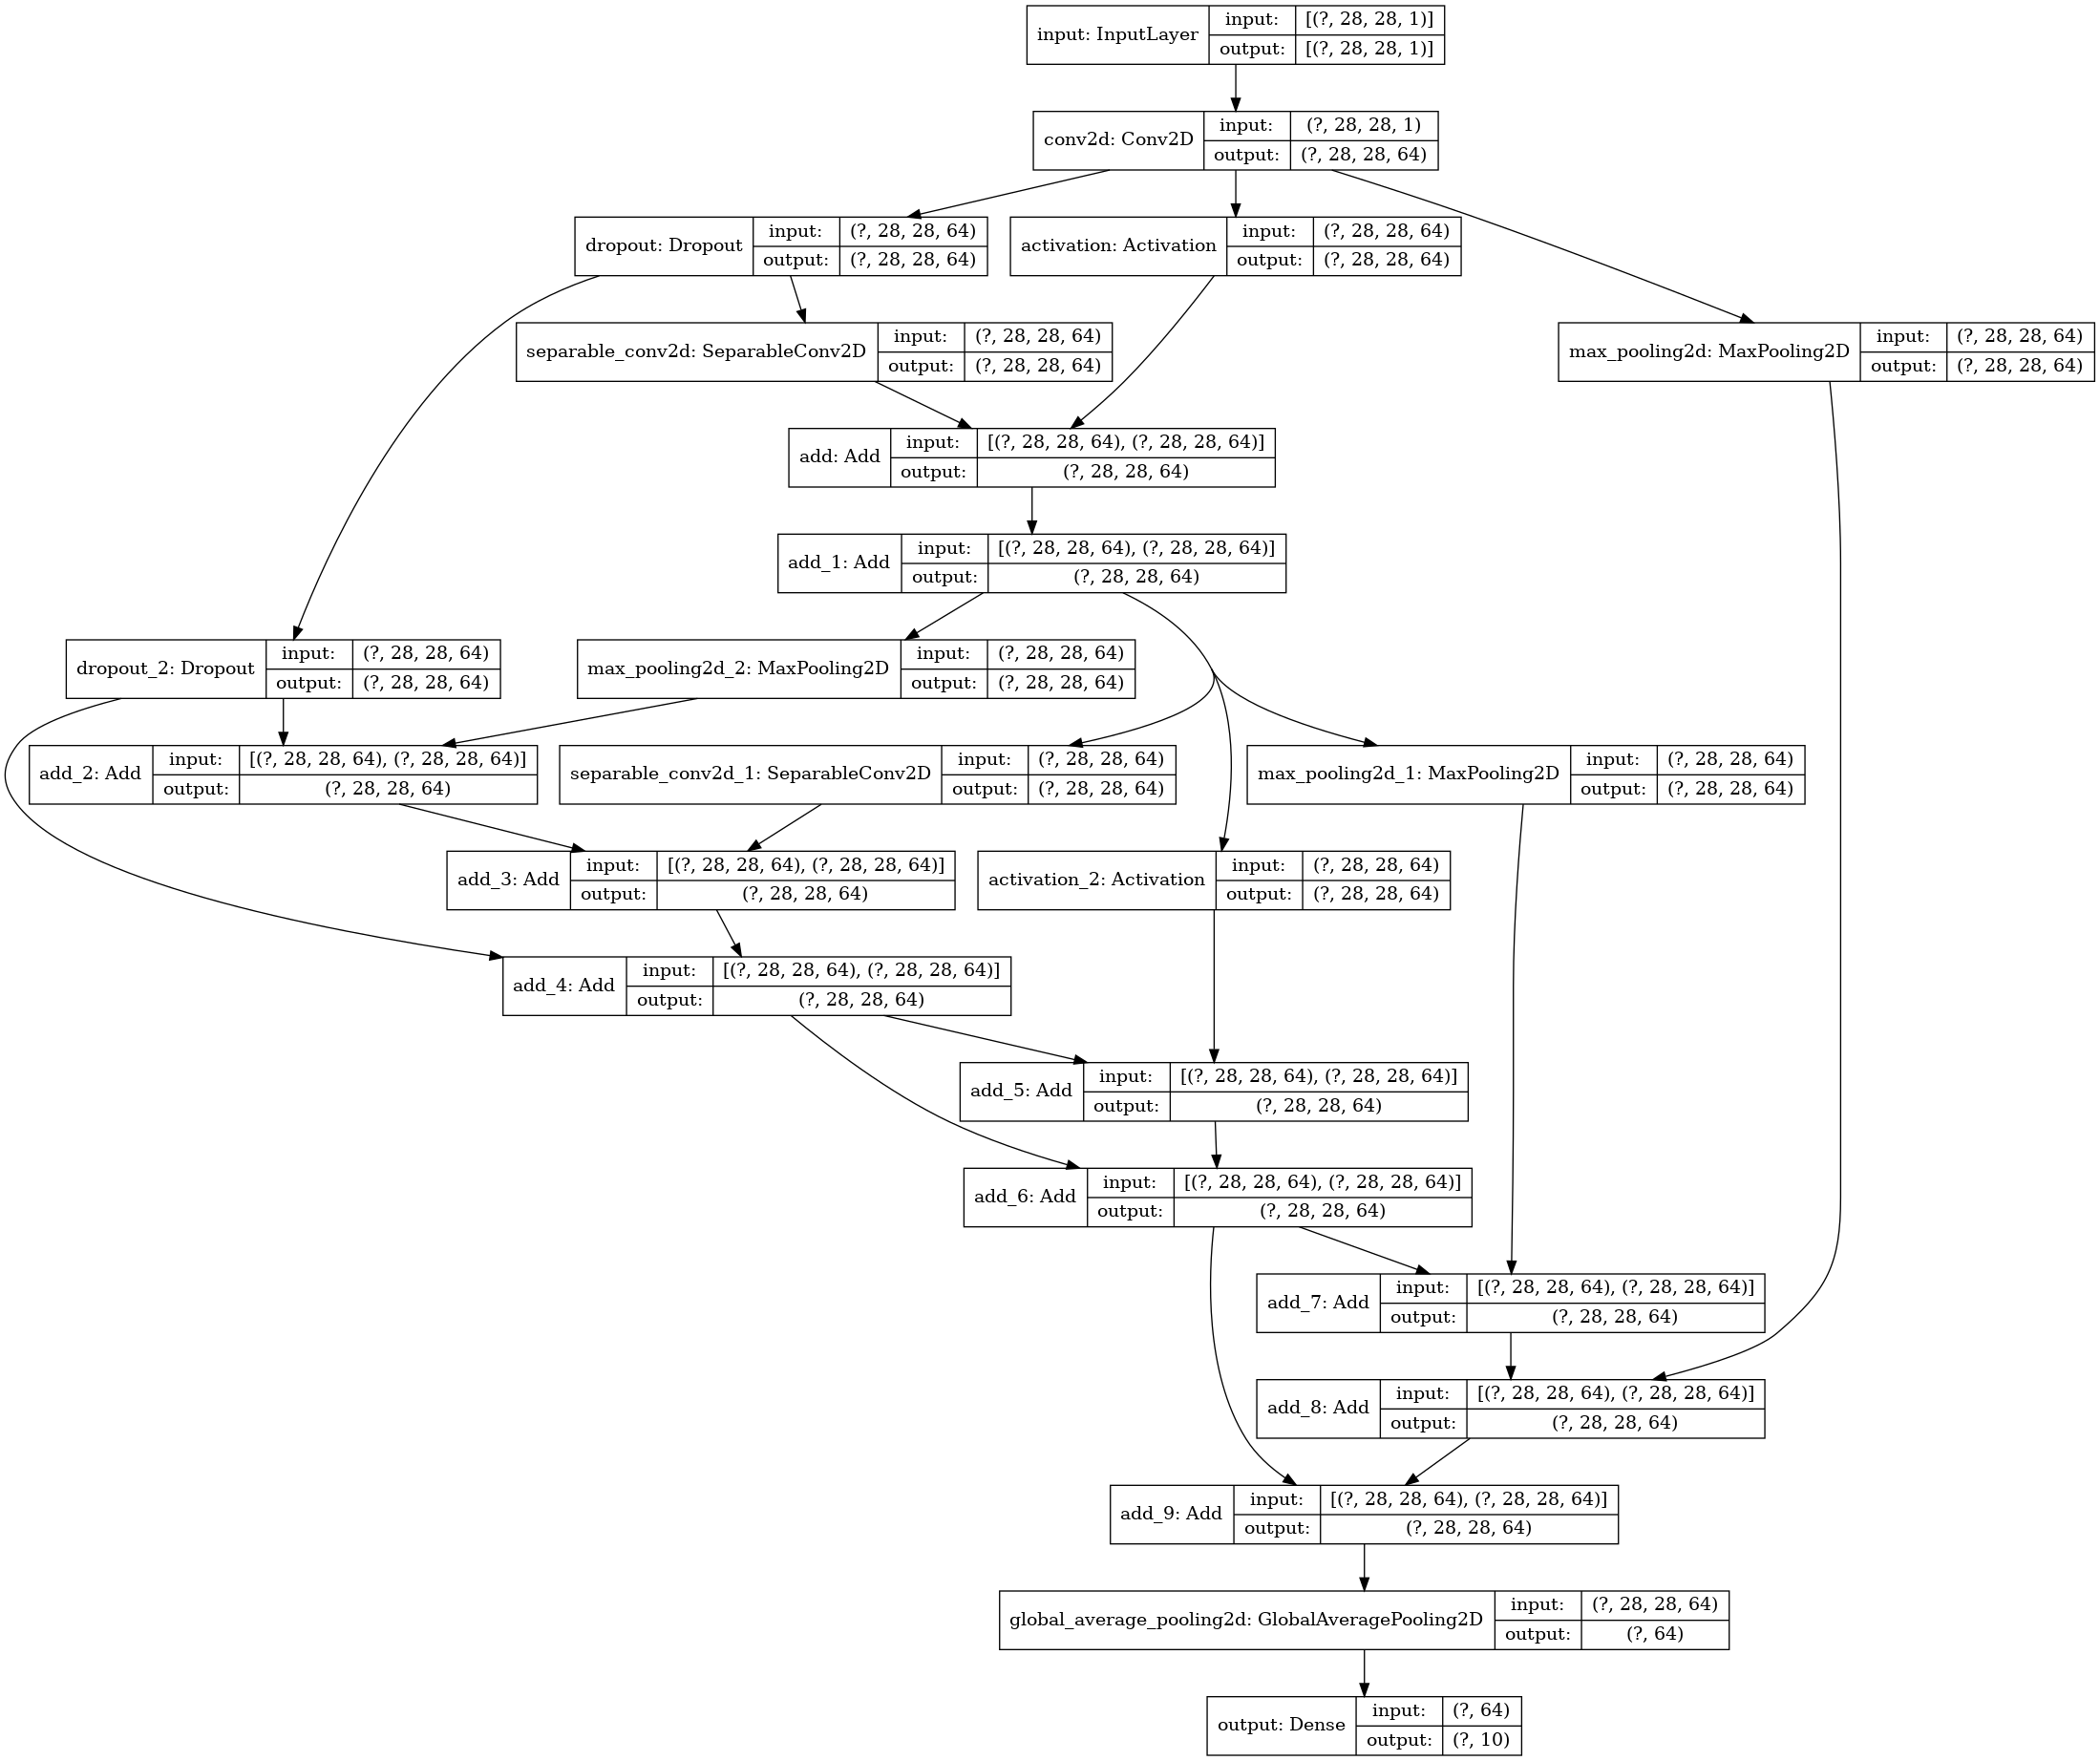 input: InputLayer
input:
[(?, 28, 28, 1)]
output:
[(?, 28, 28, 1)]
conv2d: Conv2D
input:
(?, 28, 28, 1)
output:
(?, 28, 28, 64)
dropout: Dropout
input:
(?, 28, 28, 64)
output:
(?, 28, 28, 64)
activation: Activation
input:
(?, 28, 28, 64)
output:
(?, 28, 28, 64)
separable_conv2d: SeparableConv2D
input:
(?, 28, 28, 64)
output:
(?, 28, 28, 64)
max_pooling2d: MaxPooling2D
input:
(?, 28, 28, 64)
output:
(?, 28, 28, 64)
add: Add
input:
[(?, 28, 28, 64), (?, 28, 28, 64)]
output:
(?, 28, 28, 64)
add_1: Add
input:
[(?, 28, 28, 64), (?, 28, 28, 64)]
output:
(?, 28, 28, 64)
dropout_2: Dropout
input:
(?, 28, 28, 64)
output:
(?, 28, 28, 64)
max_pooling2d_2: MaxPooling2D
input:
(?, 28, 28, 64)
output:
(?, 28, 28, 64)
add_2: Add
input:
[(?, 28, 28, 64), (?, 28, 28, 64)]
output:
(?, 28, 28, 64)
separable_conv2d_1: SeparableConv2D
input:
(?, 28, 28, 64)
output:
(?, 28, 28, 64)
max_pooling2d_1: MaxPooling2D
input:
(?, 28, 28, 64)
output:
(?, 28, 28, 64)
add_3: Add
input:
[(?, 28, 28, 64), (?, 28, 28, 64)]
output:
(?, 28, 28, 64)
activation_2: Activation
input:
(?, 28, 28, 64)
output:
(?, 28, 28, 64)
add_4: Add
input:
[(?, 28, 28, 64), (?, 28, 28, 64)]
output:
(?, 28, 28, 64)
add_5: Add
input:
[(?, 28, 28, 64), (?, 28, 28, 64)]
output:
(?, 28, 28, 64)
add_6: Add
input:
[(?, 28, 28, 64), (?, 28, 28, 64)]
output:
(?, 28, 28, 64)
add_7: Add
input:
[(?, 28, 28, 64), (?, 28, 28, 64)]
output:
(?, 28, 28, 64)
add_8: Add
input:
[(?, 28, 28, 64), (?, 28, 28, 64)]
output:
(?, 28, 28, 64)
add_9: Add
input:
[(?, 28, 28, 64), (?, 28, 28, 64)]
output:
(?, 28, 28, 64)
global_average_pooling2d: GlobalAveragePooling2D
input:
(?, 28, 28, 64)
output:
(?, 64)
output: Dense
input:
(?, 64)
output:
(?, 10)